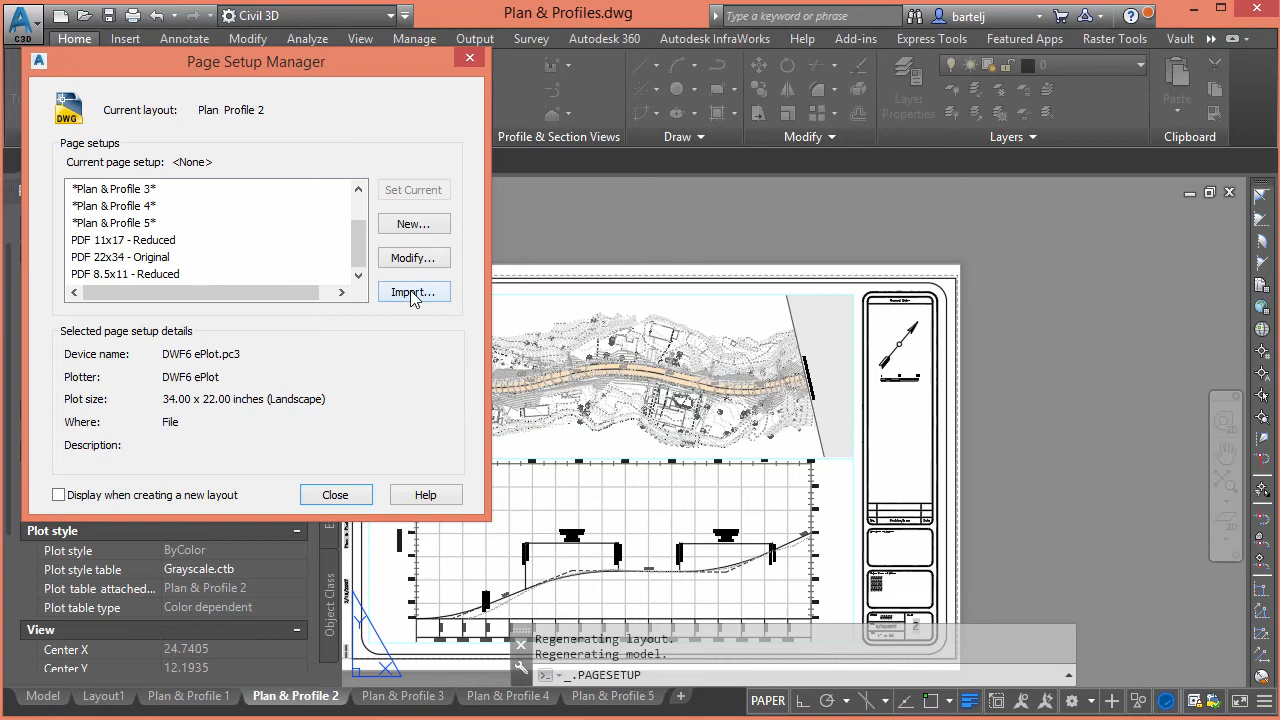 C3D
Civil 3D
Plan & Profiles.dwg
Type a keyword or phrase
bartelj
Home Insert Annotate Modify Analyze View Manage Output Survey Autodesk 360 Autodesk InfraWorks Help Add-ins Express Tools Featured Apps Raster Tools Vault
Page Setup Manager
0
Layer
Properties
Paste
Profile & Section Views Draw Modify Layers Clipboard
DWG
Current layout: Plan Profile 2
Page setups
Current page setup: <None>
*Plan & Profile 3*
*Plan & Profile 4*
*Plan & Profile 5*
PDF 11x17 - Reduced
PDF 22x34 - Original
PDF 8.5x11 - Reduced
Set Current
New...
Modify...
Import...
Selected page setup details
Device name: DWF6 ePlot.pc3
Plotter: DWF6 ePlot
Plot size: 34.00 x 22.00 inches (Landscape)
Where: File
Description:
Display when creating a new layout
Close
Help
Plot style
Plot style ByColor
Plot style table Grayscale.ctb
Plot table attached... Plan & Profile 2
Plot table type Color dependent
View
Center X 24.7405
Center Y 12.1935
Object Class
Y
X
Regenerating layout.
Regenerating model.
_.PAGESETUP
2
Model Layout1 Plan & Profile 1 Plan & Profile 2 Plan & Profile 3 Plan & Profile 4 Plan & Profile 5
PAPER